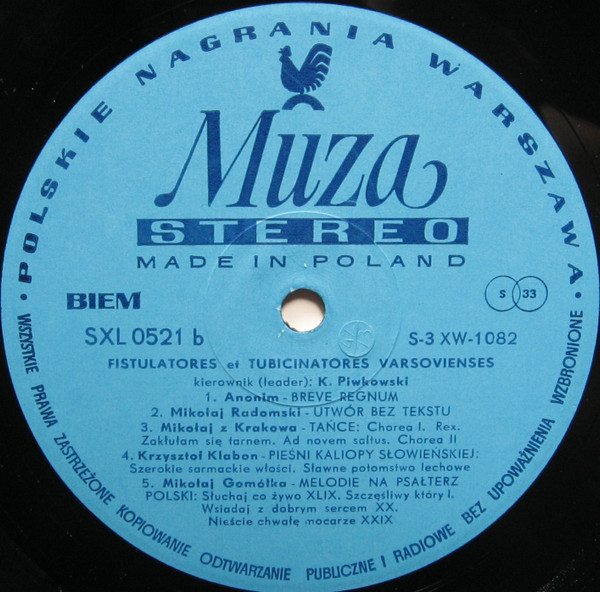 • POLSKIE NAGRANIA WARSZAWA •
Muza
STEREO
MADE IN POLAND
BIEM
S 33
SXL 0521 b
S-3 XW-1082
FISTULATORES et TUBICINATORES VARSOVIENSES
kierownik (leader): K. Piwkowski
1. Anonim - BREVE REGNUM
2. Mikołaj Radomski - UTWÓR BEZ TEKSTU
3. Mikołaj z Krakowa - TAŃCE: Chorea I. Rex.
Zakłułam się tarnem. Ad novem saltus. Chorea II
4. Krzysztof Klabon - PIEŚNI KALIOPY SŁOWIEŃSKIEJ:
Szerokie sarmackie włości. Sławne potomstwo lechowe
5. Mikołaj Gomółka - MELODIE NA PSAŁTERZ
POLSKI: Słuchaj co żywo XLIX. Szczęśliwy który I.
Wsiadaj z dobrym sercem XX.
Nieście chwałę mocarze XXIX
WSZYSTKIE PRAWA ZASTRZEŻONE KOPIOWANIE ODTWARZANIE PUBLICZNE I RADIOWE BEZ UPOWAŻNIENIA WZBRONIONE